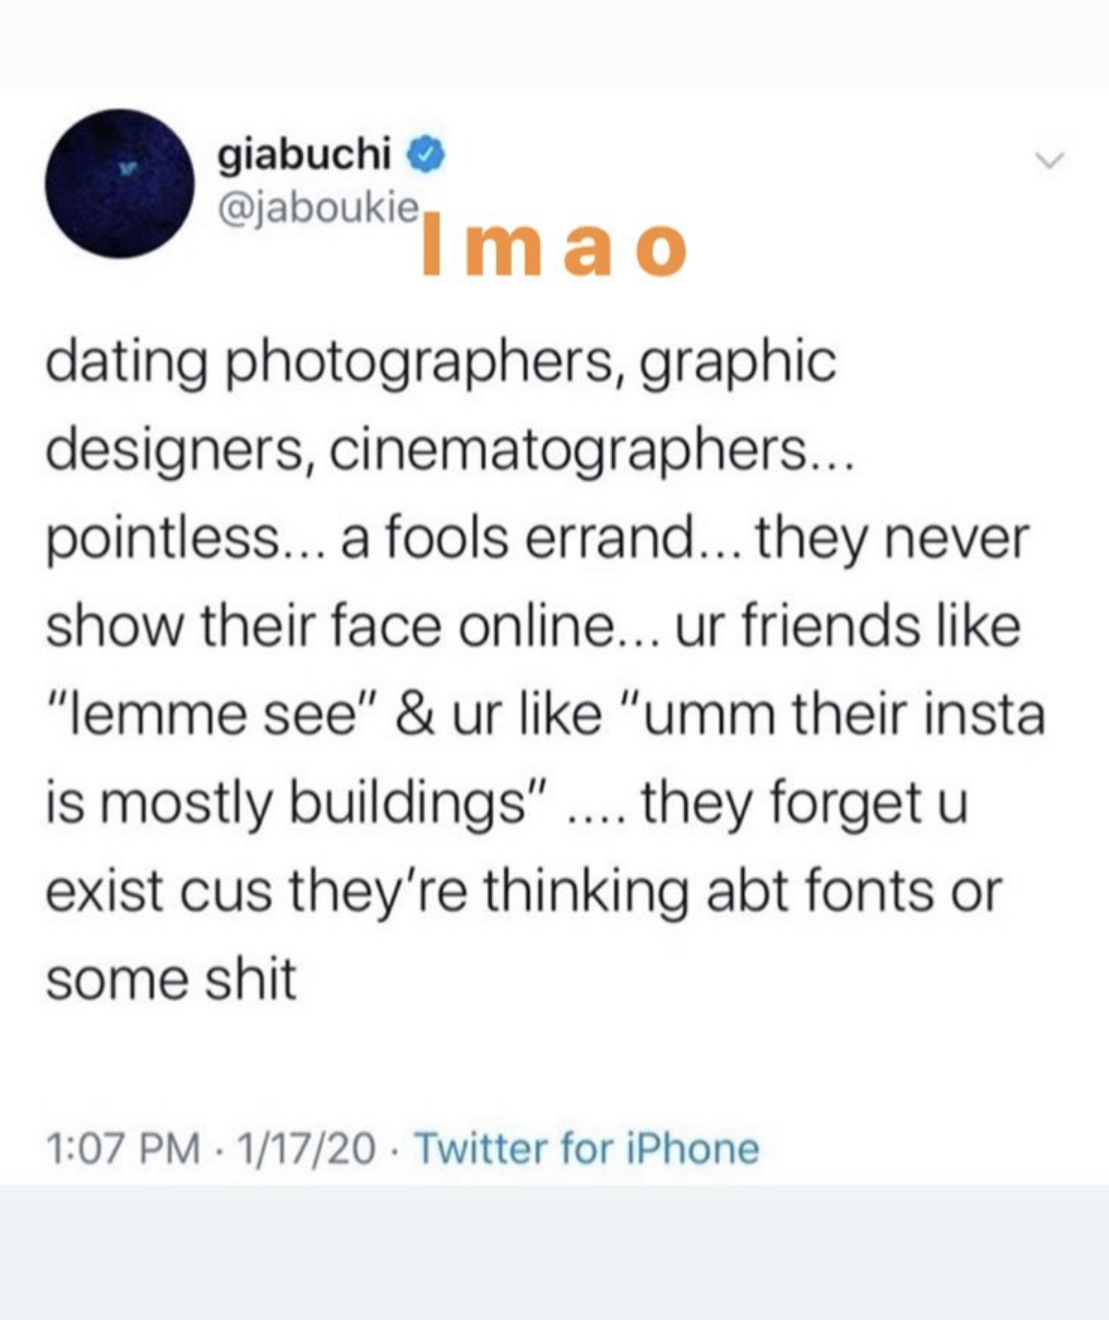 giabuchi
@jaboukie
lmao
dating photographers, graphic
designers, cinematographers...
pointless... a fools errand... they never
show their face online... ur friends like
"lemme see" & ur like "umm their insta
is mostly buildings" .... they forget u
exist cus they're thinking abt fonts or
some shit
1:07 PM · 1/17/20 · Twitter for iPhone